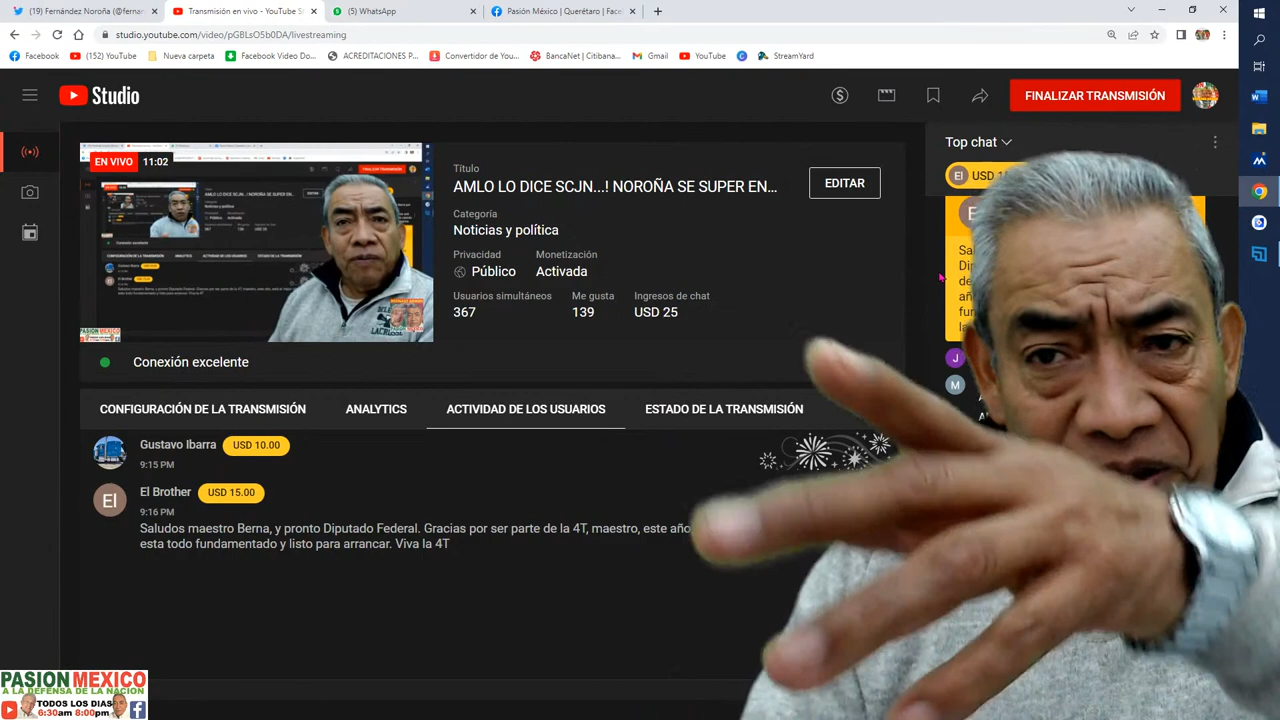 (19) Fernández Noroña (@fernan
Transmisión en vivo - YouTube S
(5) WhatsApp
Pasión México | Querétaro | Face
studio.youtube.com/video/pGBLsO5b0DA/livestreaming
Facebook
(152) YouTube
Nueva carpeta
Facebook Video Do...
ACREDITACIONES P...
Convertidor de You...
BancaNet | Citibana...
Gmail
YouTube
StreamYard
Studio
FINALIZAR TRANSMISIÓN
EN VIVO 11:02
Título
AMLO LO DICE SCJN...! NOROÑA SE SUPER EN...
EDITAR
Categoría
Noticias y política
Privacidad Monetización
Público Activada
Usuarios simultáneos Me gusta Ingresos de chat
367 139 USD 25
Top chat
El USD 1
Conexión excelente
CONFIGURACIÓN DE LA TRANSMISIÓN ANALYTICS ACTIVIDAD DE LOS USUARIOS ESTADO DE LA TRANSMISIÓN
Gustavo Ibarra USD 10.00
9:15 PM
El
El Brother USD 15.00
9:16 PM
Saludos maestro Berna, y pronto Diputado Federal. Gracias por ser parte de la 4T, maestro, este año
esta todo fundamentado y listo para arrancar. Viva la 4T
J
M
PASION MEXICO
A LA DEFENSA DE LA NACION
TODOS LOS DIAS
6:30am 8:00pm